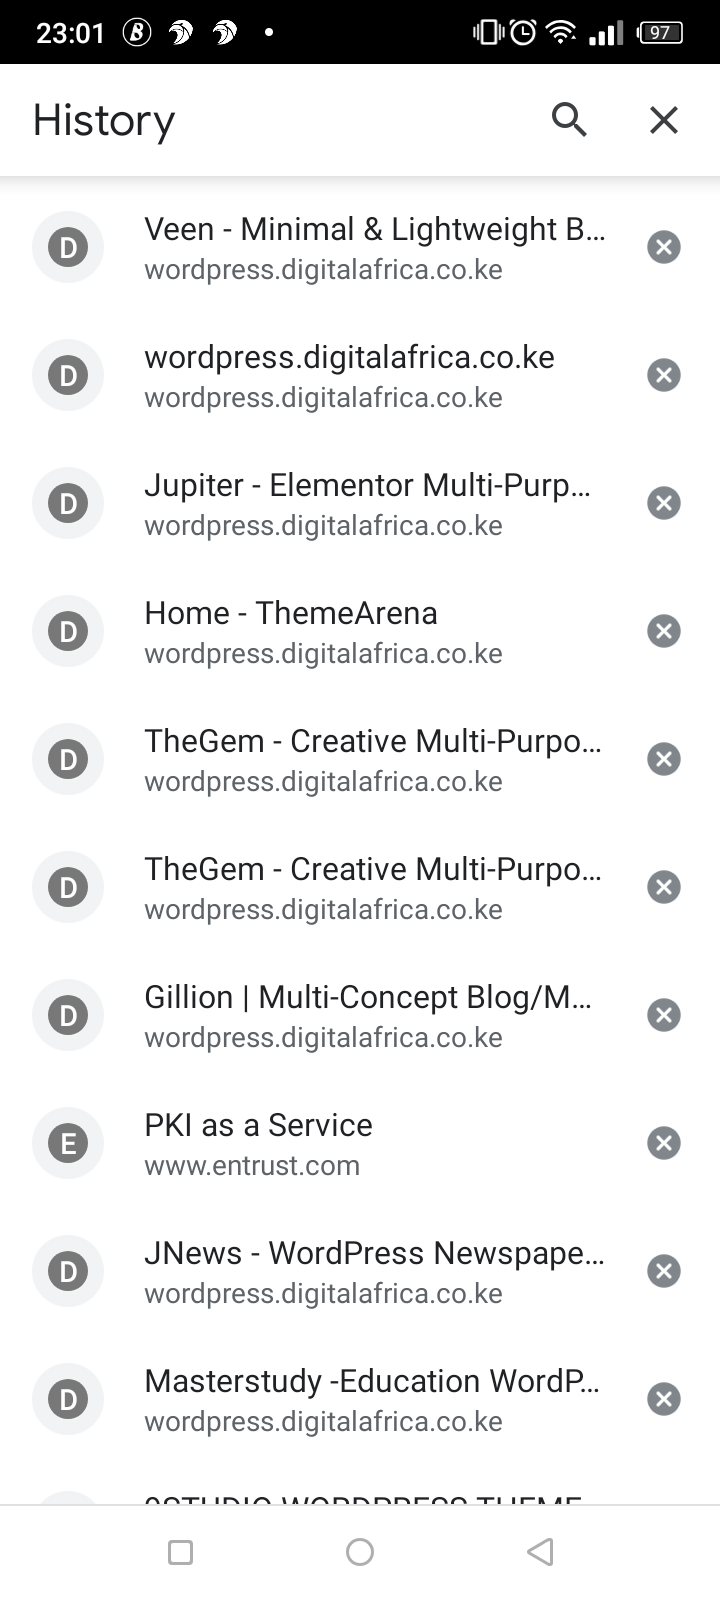 23:01
97
History
D
Veen - Minimal & Lightweight B...
wordpress.digitalafrica.co.ke
D
wordpress.digitalafrica.co.ke
wordpress.digitalafrica.co.ke
D
Jupiter - Elementor Multi-Purp...
wordpress.digitalafrica.co.ke
D
Home - ThemeArena
wordpress.digitalafrica.co.ke
D
TheGem - Creative Multi-Purpo...
wordpress.digitalafrica.co.ke
D
TheGem - Creative Multi-Purpo...
wordpress.digitalafrica.co.ke
D
Gillion | Multi-Concept Blog/M...
wordpress.digitalafrica.co.ke
E
PKI as a Service
www.entrust.com
D
JNews - WordPress Newspape...
wordpress.digitalafrica.co.ke
D
Masterstudy -Education WordP...
wordpress.digitalafrica.co.ke
WORDPRESS THEME